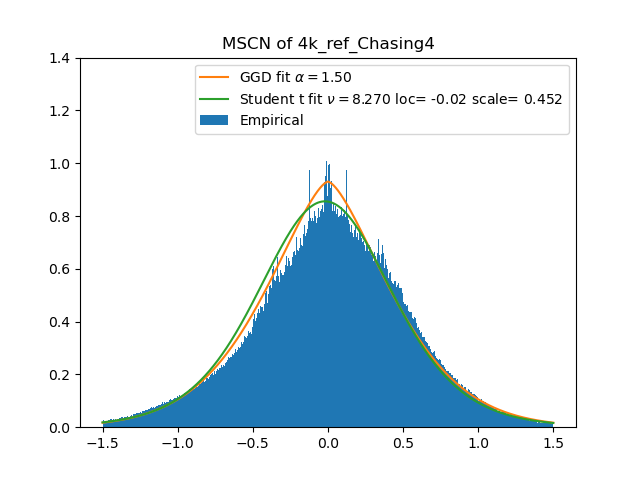 MSCN of 4k_ref_Chasing4
GGD fit α = 1.50
Student t fit ν = 8.270 loc= -0.02 scale= 0.452
Empirical
1.4
1.2
1.0
0.8
0.6
0.4
0.2
0.0
−1.5 −1.0 −0.5 0.0 0.5 1.0 1.5